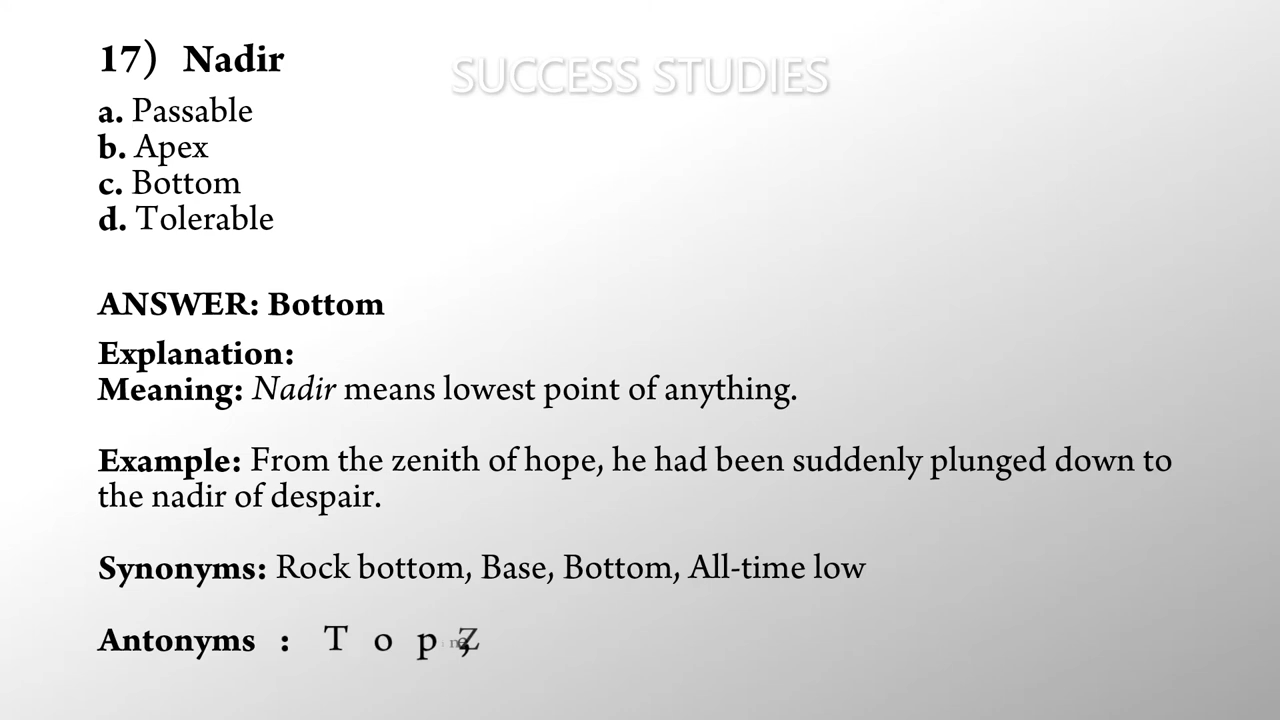 17) Nadir
SUCCESS STUDIES
a. Passable
b. Apex
c. Bottom
d. Tolerable
ANSWER: Bottom
Explanation:
Meaning: Nadir means lowest point of anything.
Example: From the zenith of hope, he had been suddenly plunged down to
the nadir of despair.
Synonyms: Rock bottom, Base, Bottom, All-time low
Antonyms : Top,